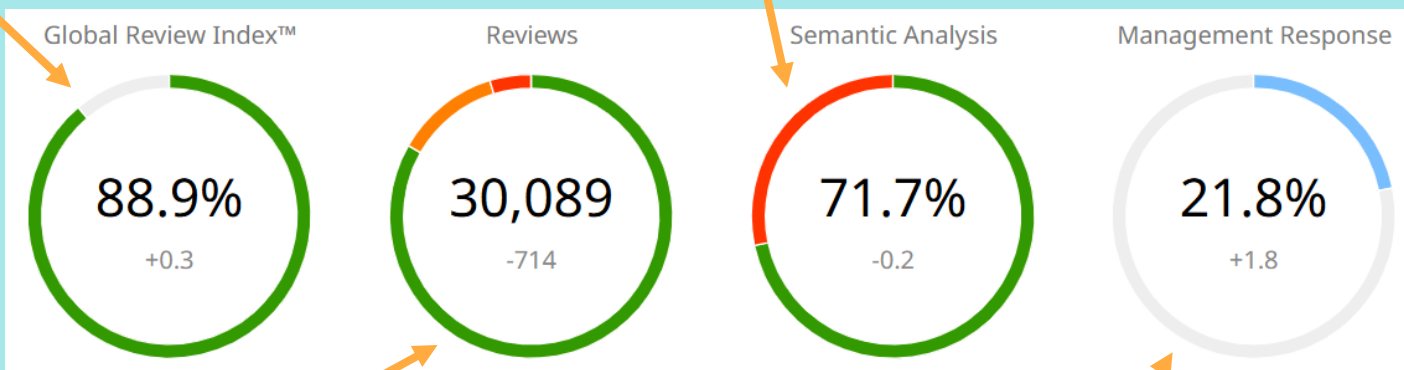 Global Review Index™
Reviews
Semantic Analysis
Management Response
88.9%
30,089
71.7%
21.8%
+0.3
-714
-0.2
+1.8